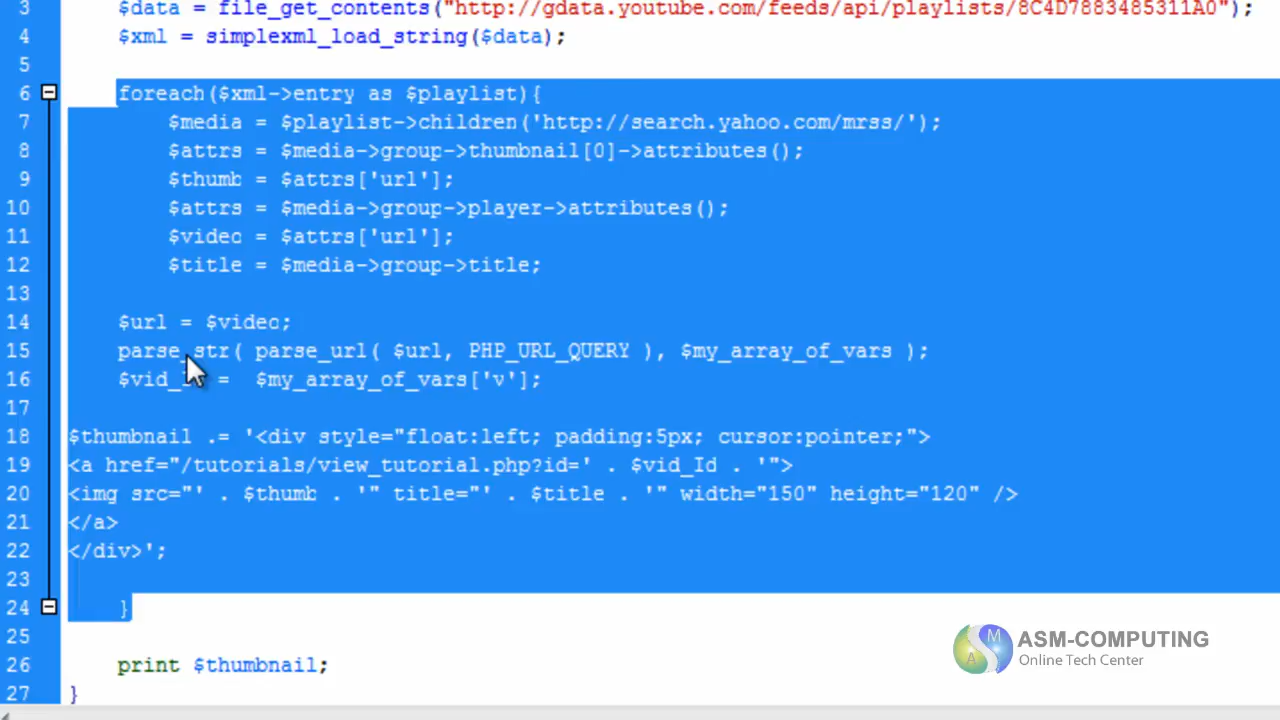 3 $data = file_get_contents("http://gdata.youtube.com/feeds/api/playlists/8C4D7883485311A0");
4 $xml = simplexml_load_string($data);
5
6 foreach($xml->entry as $playlist){
7 $media = $playlist->children('http://search.yahoo.com/mrss/');
8 $attrs = $media->group->thumbnail[0]->attributes();
9 $thumb = $attrs['url'];
10 $attrs = $media->group->player->attributes();
11 $video = $attrs['url'];
12 $title = $media->group->title;
13
14 $url = $video;
15 parse_str( parse_url( $url, PHP_URL_QUERY ), $my_array_of_vars );
16 $vid_Id = $my_array_of_vars['v'];
17
18 $thumbnail .= '<div style="float:left; padding:5px; cursor:pointer;">
19 <a href="/tutorials/view_tutorial.php?id=' . $vid_Id . '">
20 <img src="' . $thumb . '" title="' . $title . '" width="150" height="120" />
21 </a>
22 </div>';
23
24 }
25
26 print $thumbnail;
27 }
M
A
ASM-COMPUTING
Online Tech Center